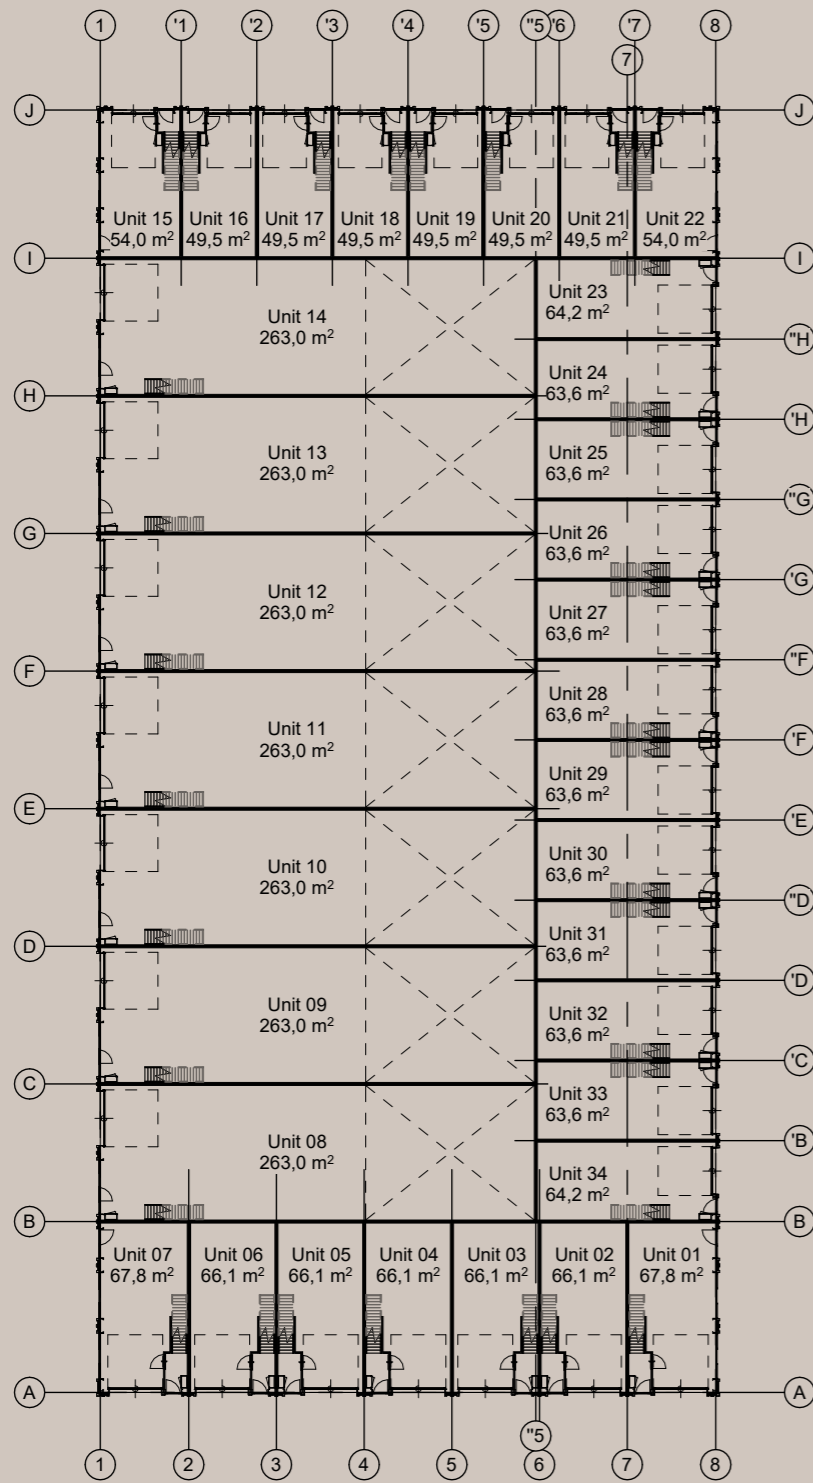 1 '1 '2 '3 '4 '5 "5 '6 '7 8
7
J J
Unit 15 Unit 16 Unit 17 Unit 18 Unit 19 Unit 20 Unit 21 Unit 22
54,0 m² 49,5 m² 49,5 m² 49,5 m² 49,5 m² 49,5 m² 49,5 m² 54,0 m²
I I
Unit 23
64,2 m²
Unit 14
263,0 m²
"H
Unit 24
63,6 m²
H
'H
Unit 13
263,0 m²
Unit 25
63,6 m²
"G
G
Unit 26
63,6 m²
'G
Unit 12
263,0 m²
Unit 27
63,6 m²
"F
F
Unit 28
63,6 m²
Unit 11
263,0 m²
'F
Unit 29
63,6 m²
E
'E
Unit 30
63,6 m²
Unit 10
263,0 m²
"D
Unit 31
63,6 m²
D
'D
Unit 09
263,0 m²
Unit 32
63,6 m²
'C
C
Unit 33
63,6 m²
'B
Unit 08
263,0 m²
Unit 34
64,2 m²
B B
Unit 07 Unit 06 Unit 05 Unit 04 Unit 03 Unit 02 Unit 01
67,8 m² 66,1 m² 66,1 m² 66,1 m² 66,1 m² 66,1 m² 67,8 m²
A A
"5
1 2 3 4 5 6 7 8